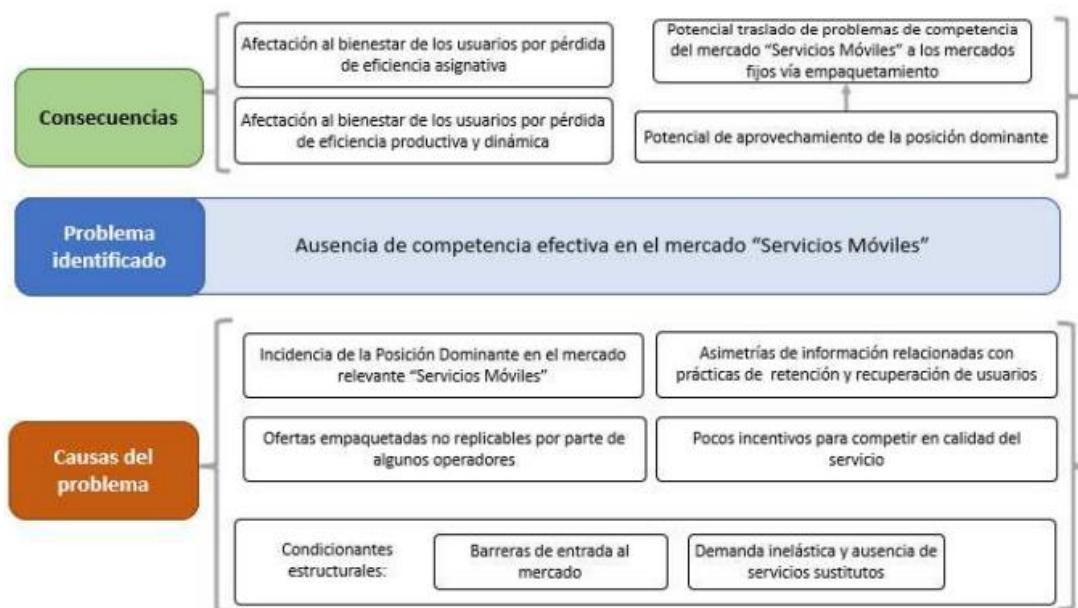 Consecuencias
Afectación al bienestar de los usuarios por pérdida
de eficiencia asignativa
Afectación al bienestar de los usuarios por pérdida
de eficiencia productiva y dinámica
Potencial traslado de problemas de competencia
del mercado “Servicios Móviles” a los mercados
fijos vía empaquetamiento
Potencial de aprovechamiento de la posición dominante
Problema
identificado
Ausencia de competencia efectiva en el mercado “Servicios Móviles”
Causas del
problema
Incidencia de la Posición Dominante en el mercado
relevante “Servicios Móviles”
Asimetrías de información relacionadas con
prácticas de retención y recuperación de usuarios
Ofertas empaquetadas no replicables por parte de
algunos operadores
Pocos incentivos para competir en calidad del
servicio
Condicionantes
estructurales:
Barreras de entrada al
mercado
Demanda inelástica y ausencia de
servicios sustitutos